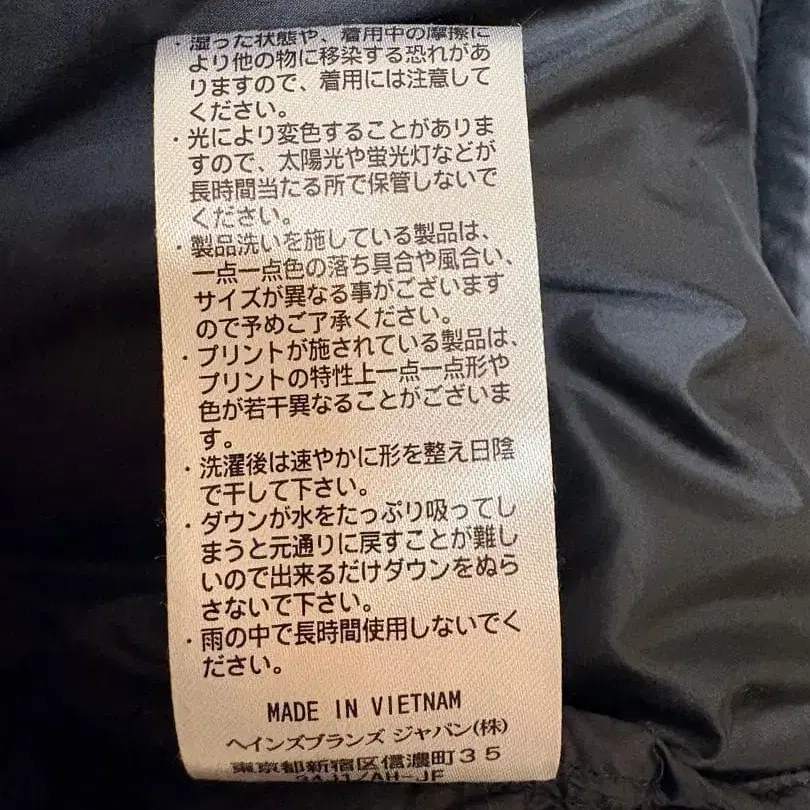 ・湿った状態や、着用中の摩擦に
より他の物に移染する恐れがあ
りますので、着用には注意して
ください。
・光により変色することがありま
すので、太陽光や蛍光灯などが
長時間当たる所で保管しないで
ください。
・製品洗いを施している製品は、
一点一点色の落ち具合や風合い、
サイズが異なる事がございます
ので予めご了承ください。
・プリントが施されている製品は、
プリントの特性上一点一点形や
色が若干異なることがございま
す。
・洗濯後は速やかに形を整え日陰
で干して下さい。
・ダウンが水をたっぷり吸ってし
まうと元通りに戻すことが難し
いので出来るだけダウンをぬら
さないで下さい。
・雨の中で長時間使用しないでく
ださい。
MADE IN VIETNAM
ヘインズブランズ ジャパン(株)
東京都新宿区信濃町35